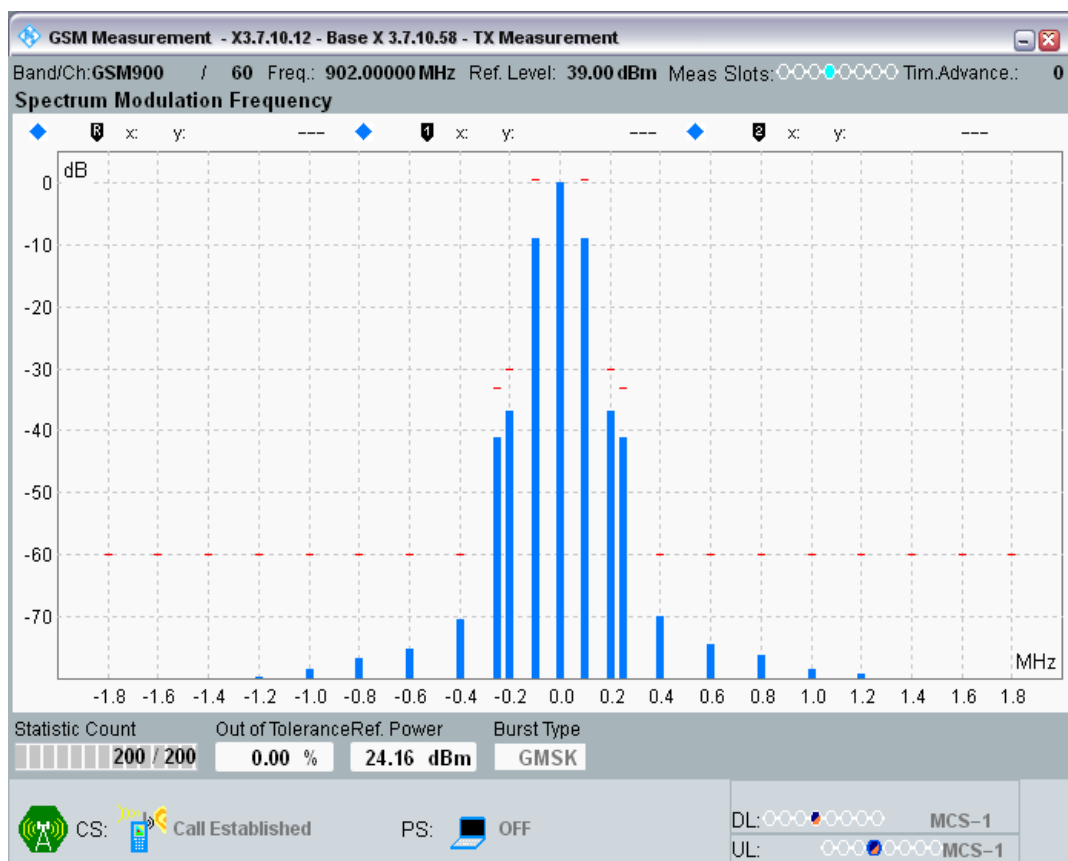 GSM Measurement - X3.7.10.12 - Base X 3.7.10.58 - TX Measurement
Band/Ch:GSM900 / 60 Freq.: 902.00000 MHz Ref. Level: 39.00 dBm Meas Slots: Tim.Advance.: 0
Spectrum Modulation Frequency
R x: y: --- 1 x: y: --- 2 x: y: ---
dB
0
-10
-20
-30
-40
-50
-60
-70
MHz
-1.8 -1.6 -1.4 -1.2 -1.0 -0.8 -0.6 -0.4 -0.2 0.0 0.2 0.4 0.6 0.8 1.0 1.2 1.4 1.6 1.8
Statistic Count Out of Tolerance Ref. Power Burst Type
200 / 200 0.00 % 24.16 dBm GMSK
CS: Call Established PS: OFF
DL: MCS-1
UL: MCS-1